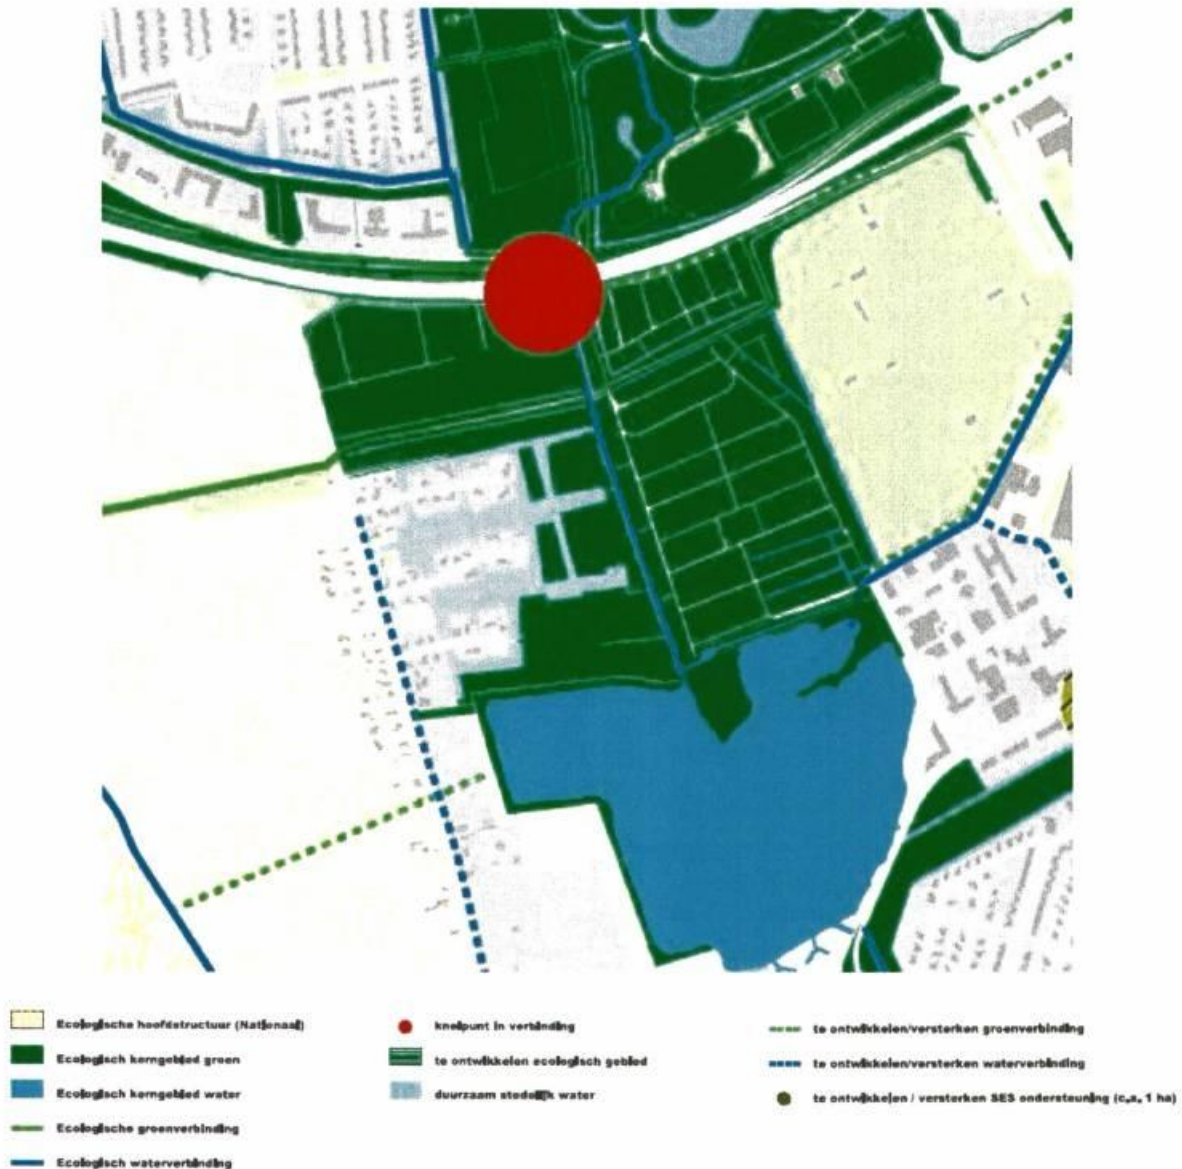 Ecologische hoofdstructuur (Nationaal)
Ecologisch kerngebied groen
Ecologisch kerngebied water
Ecologische groenverbinding
Ecologisch waterverbinding
knelpunt in verbinding
te ontwikkelen ecologisch gebied
duurzaam stedelijk water
te ontwikkelen/versterken groenverbinding
te ontwikkelen/versterken waterverbinding
te ontwikkelen / versterken SES ondersteuning (c.a. 1 ha)